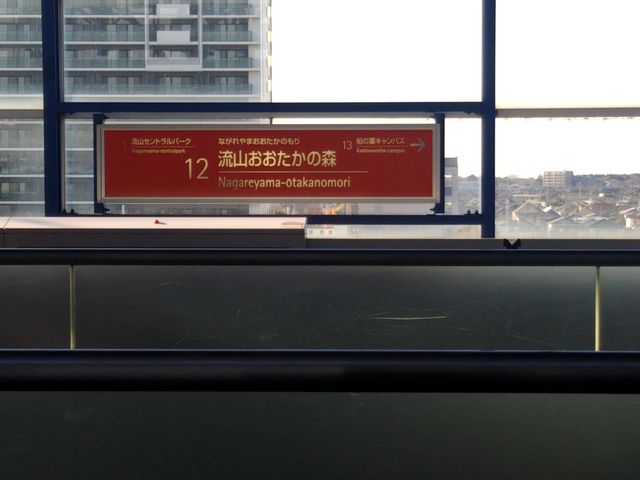 流山セントラルパーク
Nagareyama-centralpark
ながれやまおおたかのもり
12 流山おおたかの森
Nagareyama-ōtakanomori
13 柏の葉キャンパス
Kashiwanoha-campus